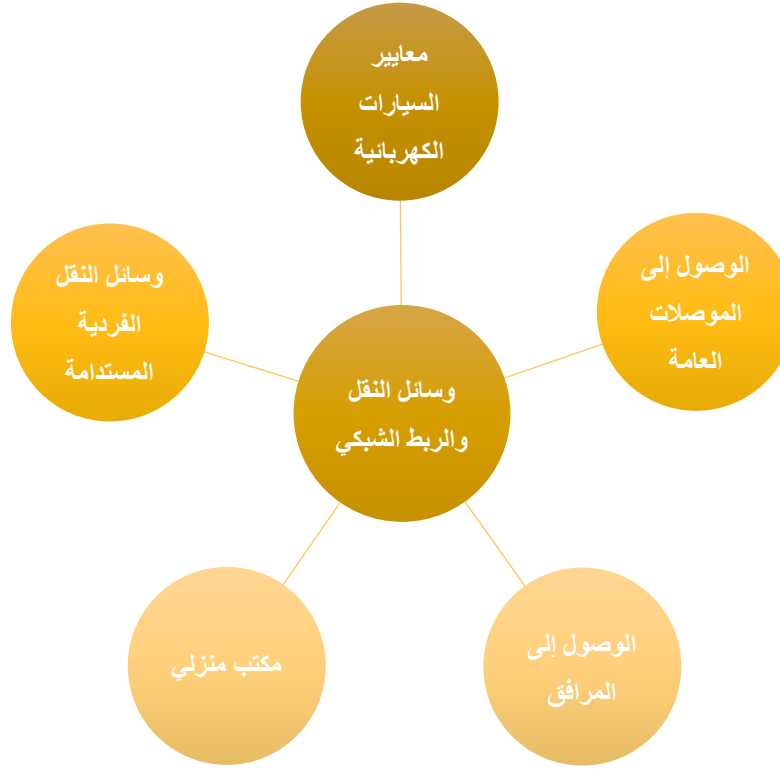 معايير
السيارات
الكهربائية
الوصول إلى
الموصلات
العامة
وسائل النقل
الفردية
المستدامة
وسائل النقل
والربط الشبكي
الوصول إلى
المرافق
مكتب منزلي